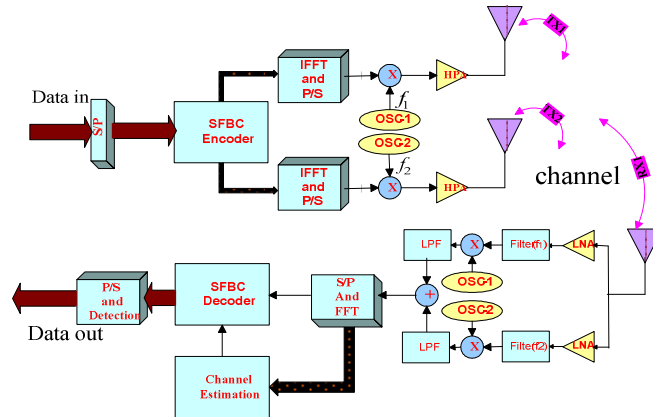 Data in
S/P
SFBC
Encoder
IFFT
and
P/S
X
f1
HPA
TX1
OSC-1
OSC-2
IFFT
and
P/S
X
f2
HPA
TX2
channel
RX1
LPF
X
Filter(f1)
LNA
OSC-1
OSC-2
+
LPF
X
Filter(f2)
LNA
S/P
And
FFT
SFBC
Decoder
P/S
and
Detection
Data out
Channel
Estimation